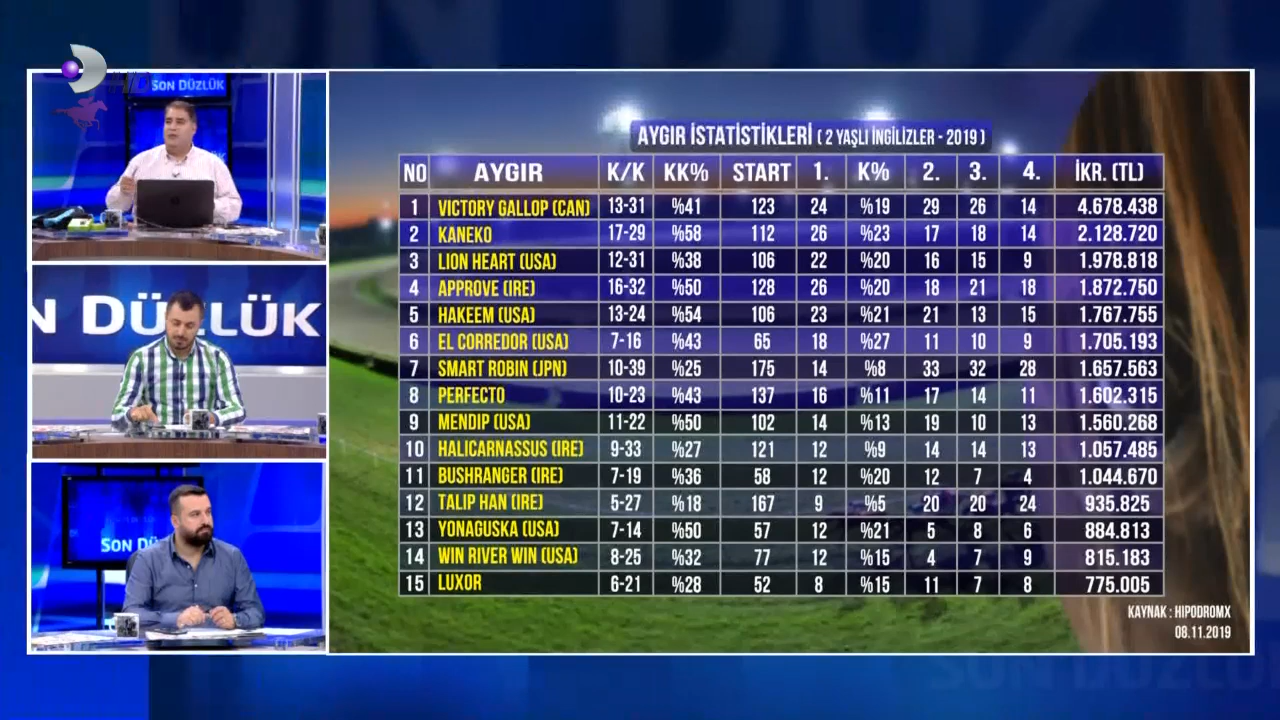 HD
SON DÜZLÜK
N DÜZLÜK
SON DÜ
AYGIR İSTATİSTİKLERİ ( 2 YAŞLI İNGİLİZLER - 2019 )
NO AYGIR K/K KK% START 1. K% 2. 3. 4. İKR. (TL)
1 VICTORY GALLOP (CAN) 13-31 %41 123 24 %19 29 26 14 4.678.438
2 KANEKO 17-29 %58 112 26 %23 17 18 14 2.128.720
3 LION HEART (USA) 12-31 %38 106 22 %20 16 15 9 1.978.818
4 APPROVE (IRE) 16-32 %50 128 26 %20 18 21 18 1.872.750
5 HAKEEM (USA) 13-24 %54 106 23 %21 21 13 15 1.767.755
6 EL CORREDOR (USA) 7-16 %43 65 18 %27 11 10 9 1.705.193
7 SMART ROBIN (JPN) 10-39 %25 175 14 %8 33 32 28 1.657.563
8 PERFECTO 10-23 %43 137 16 %11 17 14 11 1.602.315
9 MENDIP (USA) 11-22 %50 102 14 %13 19 10 13 1.560.268
10 HALICARNASSUS (IRE) 9-33 %27 121 12 %9 14 14 13 1.057.485
11 BUSHRANGER (IRE) 7-19 %36 58 12 %20 12 7 4 1.044.670
12 TALIP HAN (IRE) 5-27 %18 167 9 %5 20 20 24 935.825
13 YONAGUSKA (USA) 7-14 %50 57 12 %21 5 8 6 884.813
14 WIN RIVER WIN (USA) 8-25 %32 77 12 %15 4 7 9 815.183
15 LUXOR 6-21 %28 52 8 %15 11 7 8 775.005
KAYNAK : HIPODROMX
08.11.2019
SON DÜZLÜK